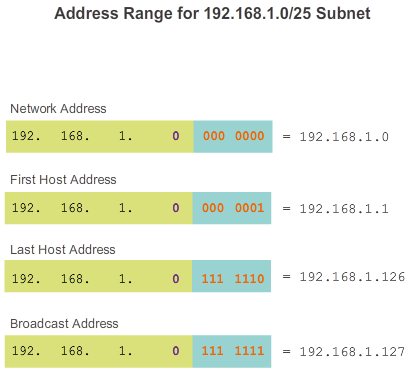 Address Range for 192.168.1.0/25 Subnet
Network Address
192. 168. 1. 0 000 0000 = 192.168.1.0
First Host Address
192. 168. 1. 0 000 0001 = 192.168.1.1
Last Host Address
192. 168. 1. 0 111 1110 = 192.168.1.126
Broadcast Address
192. 168. 1. 0 111 1111 = 192.168.1.127